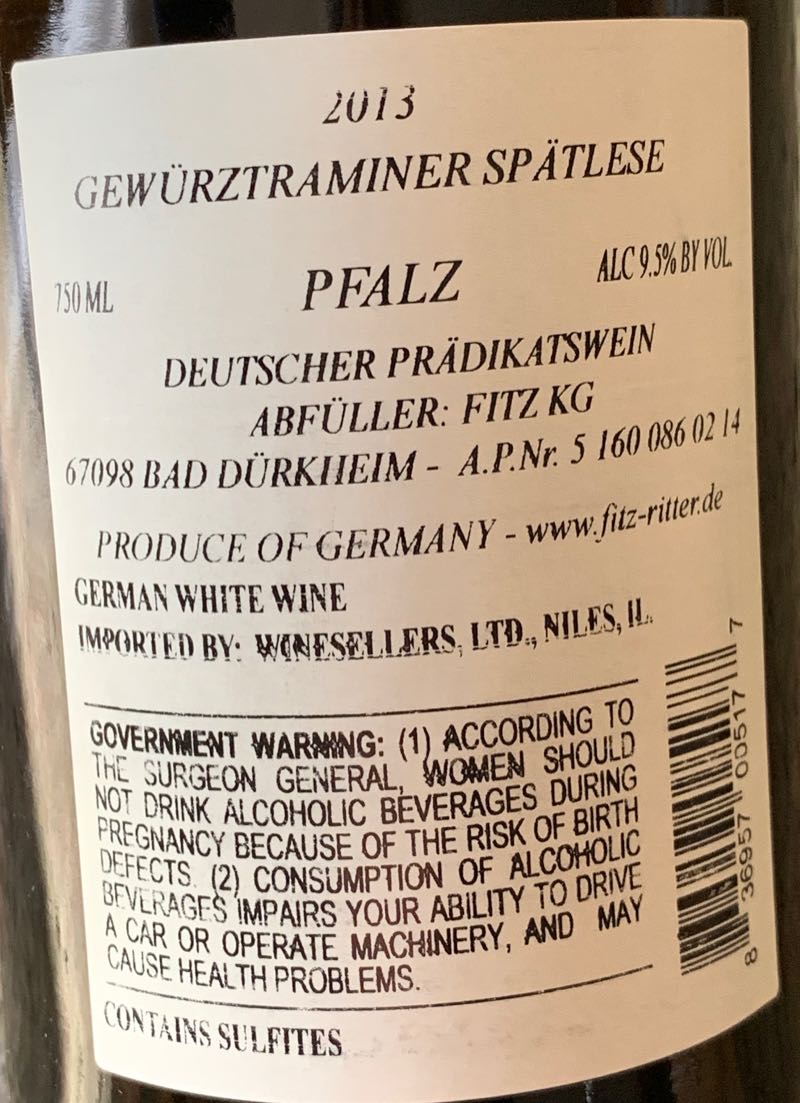 2013
GEWÜRZTRAMINER SPÄTLESE
750 ML PFALZ ALC 9.5% BY VOL.
DEUTSCHER PRÄDIKATSWEIN
ABFÜLLER: FITZ KG
67098 BAD DÜRKHEIM - A.P.Nr. 5 160 086 02 14
PRODUCE OF GERMANY - www.fitz-ritter.de
GERMAN WHITE WINE
IMPORTED BY: WINESELLERS, LTD., NILES, IL.
GOVERNMENT WARNING: (1) ACCORDING TO
THE SURGEON GENERAL, WOMEN SHOULD
NOT DRINK ALCOHOLIC BEVERAGES DURING
PREGNANCY BECAUSE OF THE RISK OF BIRTH
DEFECTS. (2) CONSUMPTION OF ALCOHOLIC
BEVERAGES IMPAIRS YOUR ABILITY TO DRIVE
A CAR OR OPERATE MACHINERY, AND MAY
CAUSE HEALTH PROBLEMS.
CONTAINS SULFITES
8 36957 00517 7